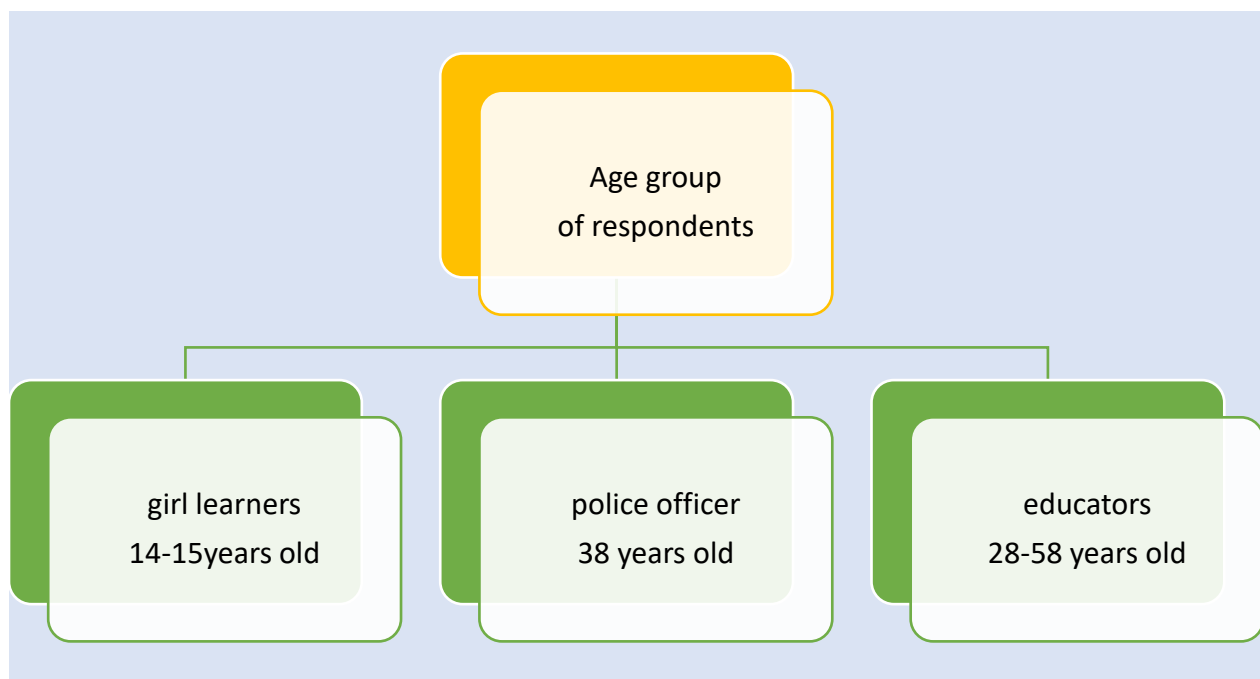 Age group
of respondents
girl learners
14-15years old
police officer
38 years old
educators
28-58 years old